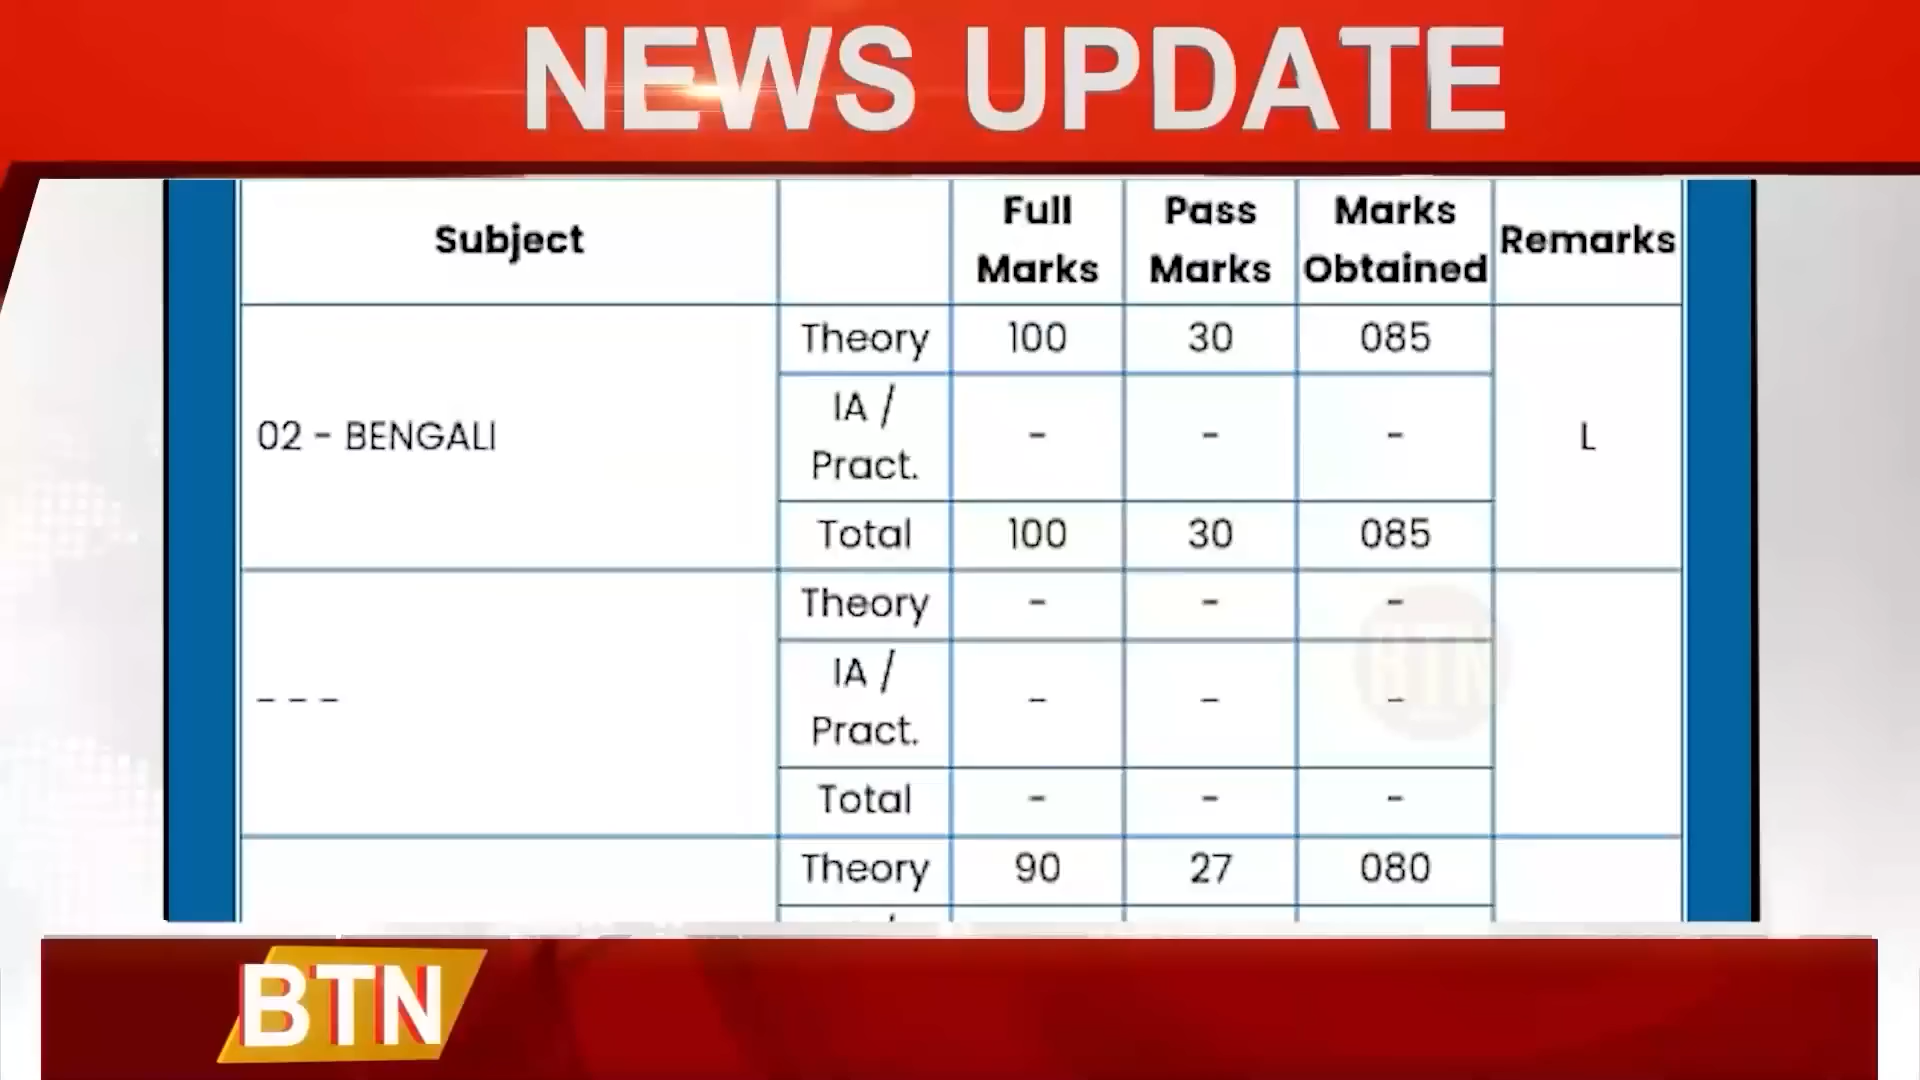 NEWS UPDATE
Subject Full Marks Pass Marks Marks Obtained Remarks
02 - BENGALI Theory 100 30 085 L
IA / Pract. - - -
Total 100 30 085
- - - Theory - - -
IA / Pract. - - -
Total - - -
Theory 90 27 080
BTN
BTN